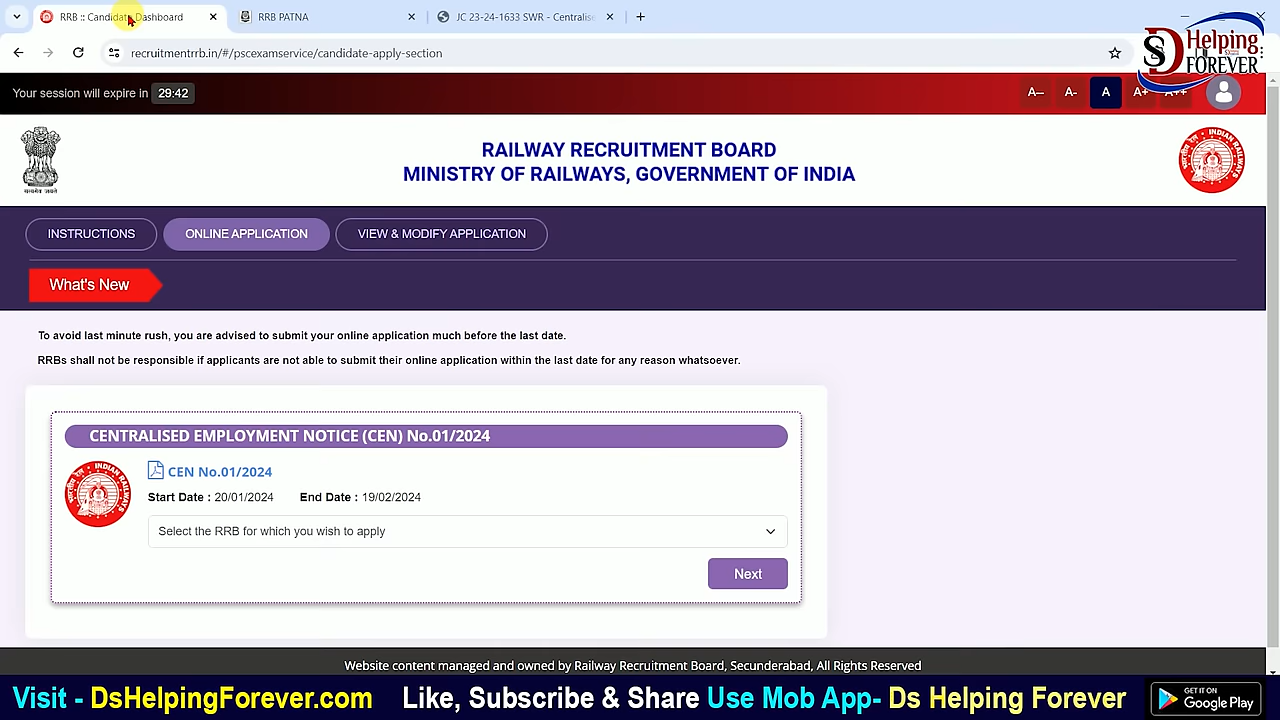 RRB :: Candidate Dashboard
RRB PATNA
JC 23-24-1633 SWR - Centralise
recruitmentrrb.in/#/pscexamservice/candidate-apply-section
DS Helping
FOREVER
Your session will expire in 29:42
A-- A- A A+ A++
RAILWAY RECRUITMENT BOARD
MINISTRY OF RAILWAYS, GOVERNMENT OF INDIA
INSTRUCTIONS
ONLINE APPLICATION
VIEW & MODIFY APPLICATION
What's New
To avoid last minute rush, you are advised to submit your online application much before the last date.
RRBs shall not be responsible if applicants are not able to submit their online application within the last date for any reason whatsoever.
CENTRALISED EMPLOYMENT NOTICE (CEN) No.01/2024
CEN No.01/2024
Start Date : 20/01/2024 End Date : 19/02/2024
Select the RRB for which you wish to apply
Next
Website content managed and owned by Railway Recruitment Board, Secunderabad, All Rights Reserved
Visit - DsHelpingForever.com Like, Subscribe & Share Use Mob App- Ds Helping Forever
GET IT ON
Google Play